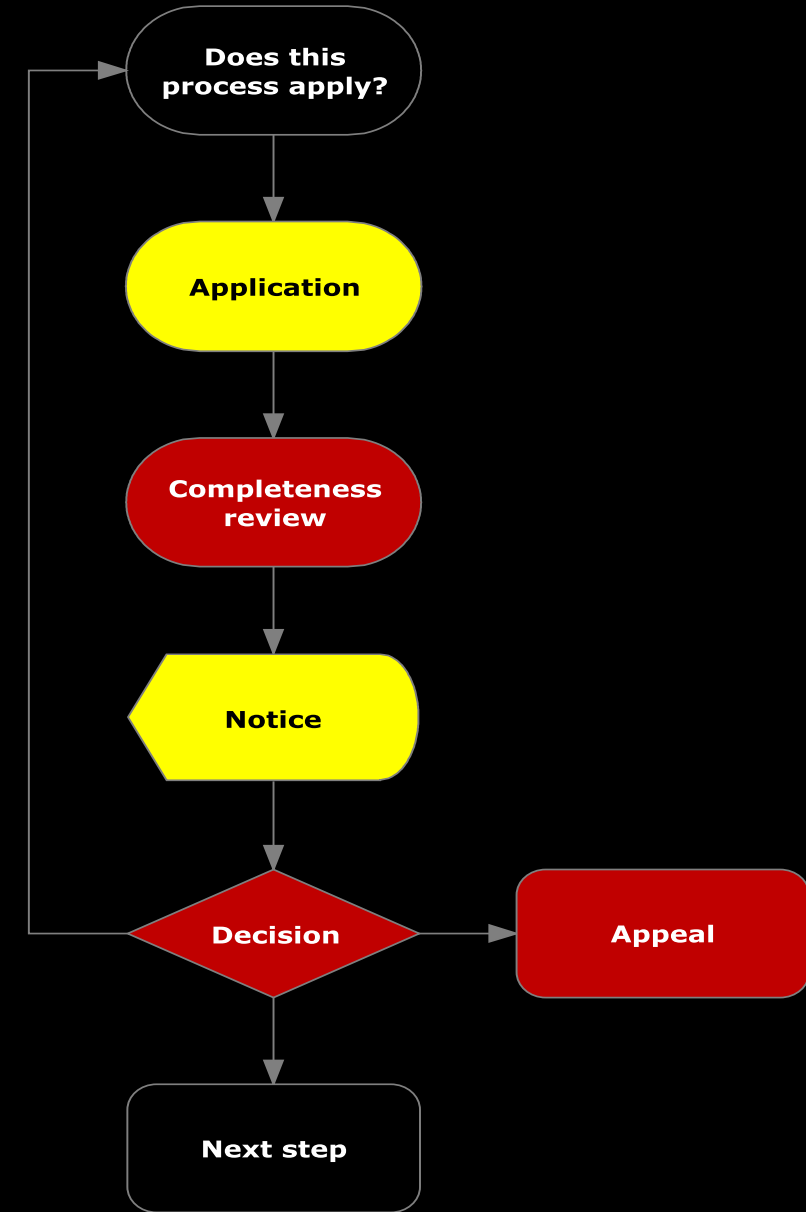 Does this
process apply?
Application
Completeness
review
Notice
Decision
Appeal
Next step